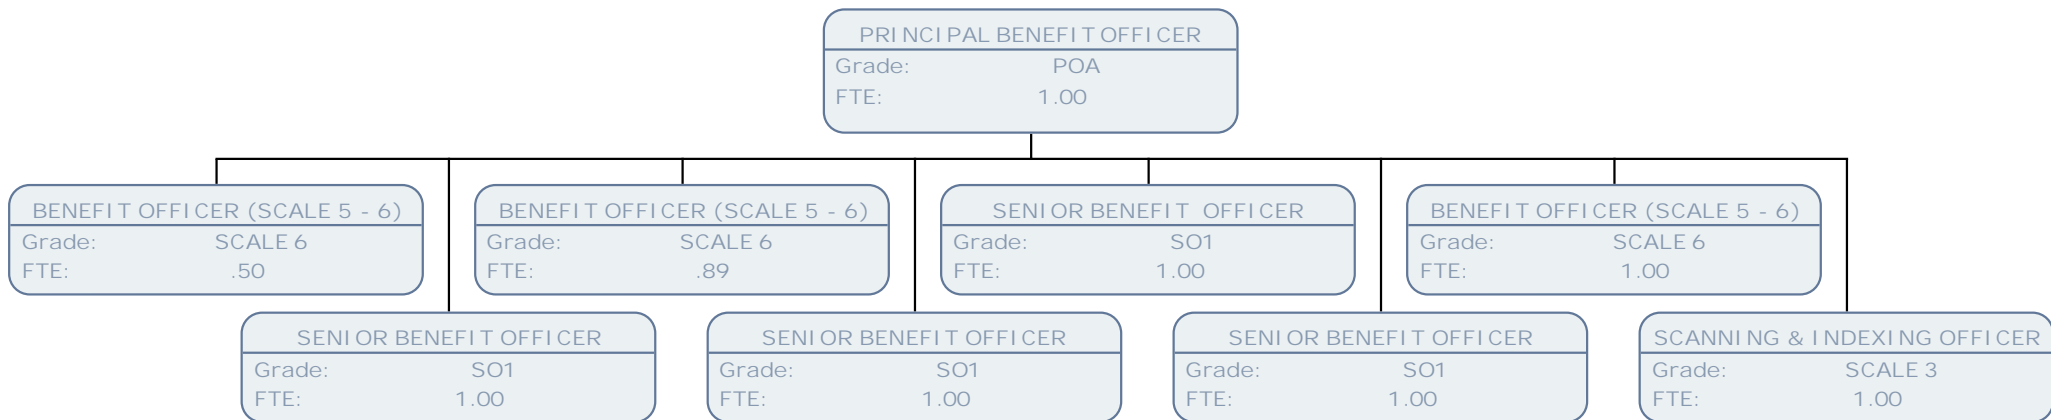 PRINCIPAL BENEFIT OFFICER
Grade: POA
FTE: 1.00
BENEFIT OFFICER (SCALE 5 - 6)
Grade: SCALE 6
FTE: .50
BENEFIT OFFICER (SCALE 5 - 6)
Grade: SCALE 6
FTE: .89
SENIOR BENEFIT OFFICER
Grade: SO1
FTE: 1.00
BENEFIT OFFICER (SCALE 5 - 6)
Grade: SCALE 6
FTE: 1.00
SENIOR BENEFIT OFFICER
Grade: SO1
FTE: 1.00
SENIOR BENEFIT OFFICER
Grade: SO1
FTE: 1.00
SENIOR BENEFIT OFFICER
Grade: SO1
FTE: 1.00
SCANNING & INDEXING OFFICER
Grade: SCALE 3
FTE: 1.00